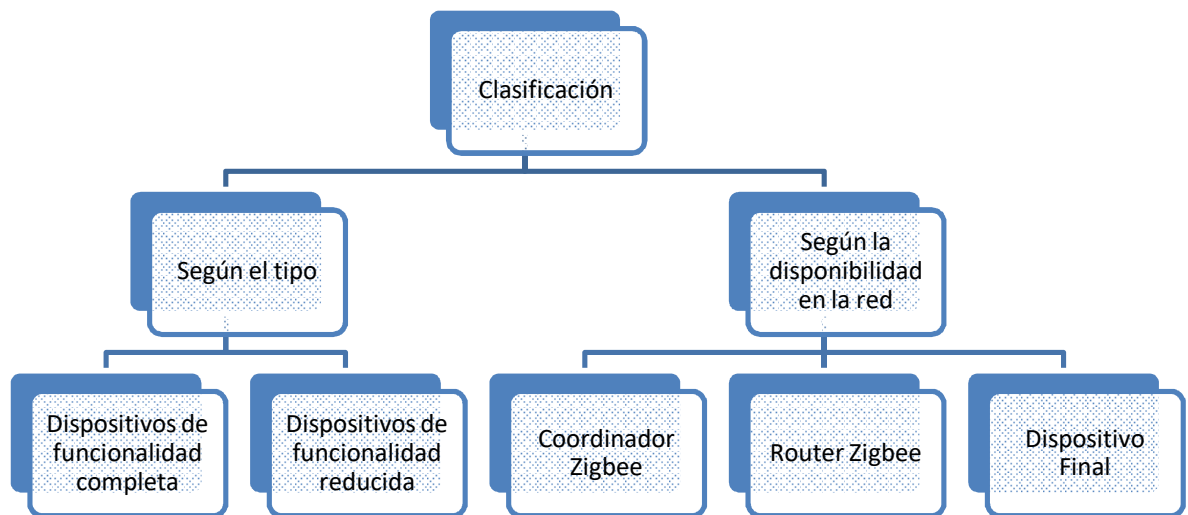 Clasificación
Según el tipo
Según la
disponibilidad
en la red
Dispositivos de
funcionalidad
completa
Dispositivos de
funcionalidad
reducida
Coordinador
Zigbee
Router Zigbee
Dispositivo
Final